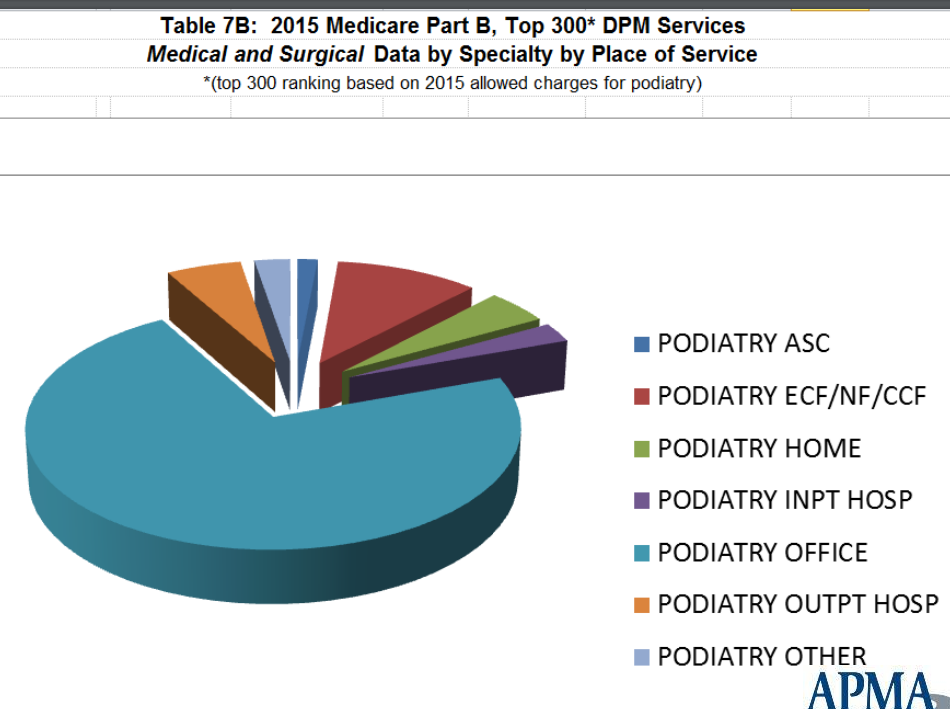 Table 7B: 2015 Medicare Part B, Top 300* DPM Services
Medical and Surgical Data by Specialty by Place of Service
*(top 300 ranking based on 2015 allowed charges for podiatry)
PODIATRY ASC
PODIATRY ECF/NF/CCF
PODIATRY HOME
PODIATRY INPT HOSP
PODIATRY OFFICE
PODIATRY OUTPT HOSP
PODIATRY OTHER
APMA